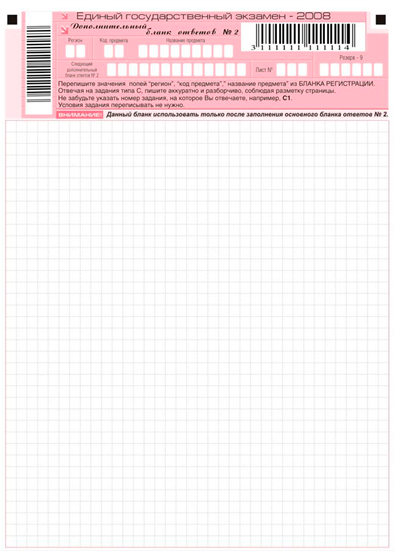 Единый государственный экзамен - 2008
Дополнительный
бланк ответов № 2
Регион Код предмета Название предмета
3 111111 111114
Резерв - 9
Следующий
дополнительный
бланк ответов № 2
Лист №
Перепишите значения полей "регион", "код предмета"," название предмета" из БЛАНКА РЕГИСТРАЦИИ.
Отвечая на задания типа С, пишите аккуратно и разборчиво, соблюдая разметку страницы.
Не забудьте указать номер задания, на которое Вы отвечаете, например, С1.
Условия задания переписывать не нужно.
ВНИМАНИЕ! Данный бланк использовать только после заполнения основного бланка ответов № 2.